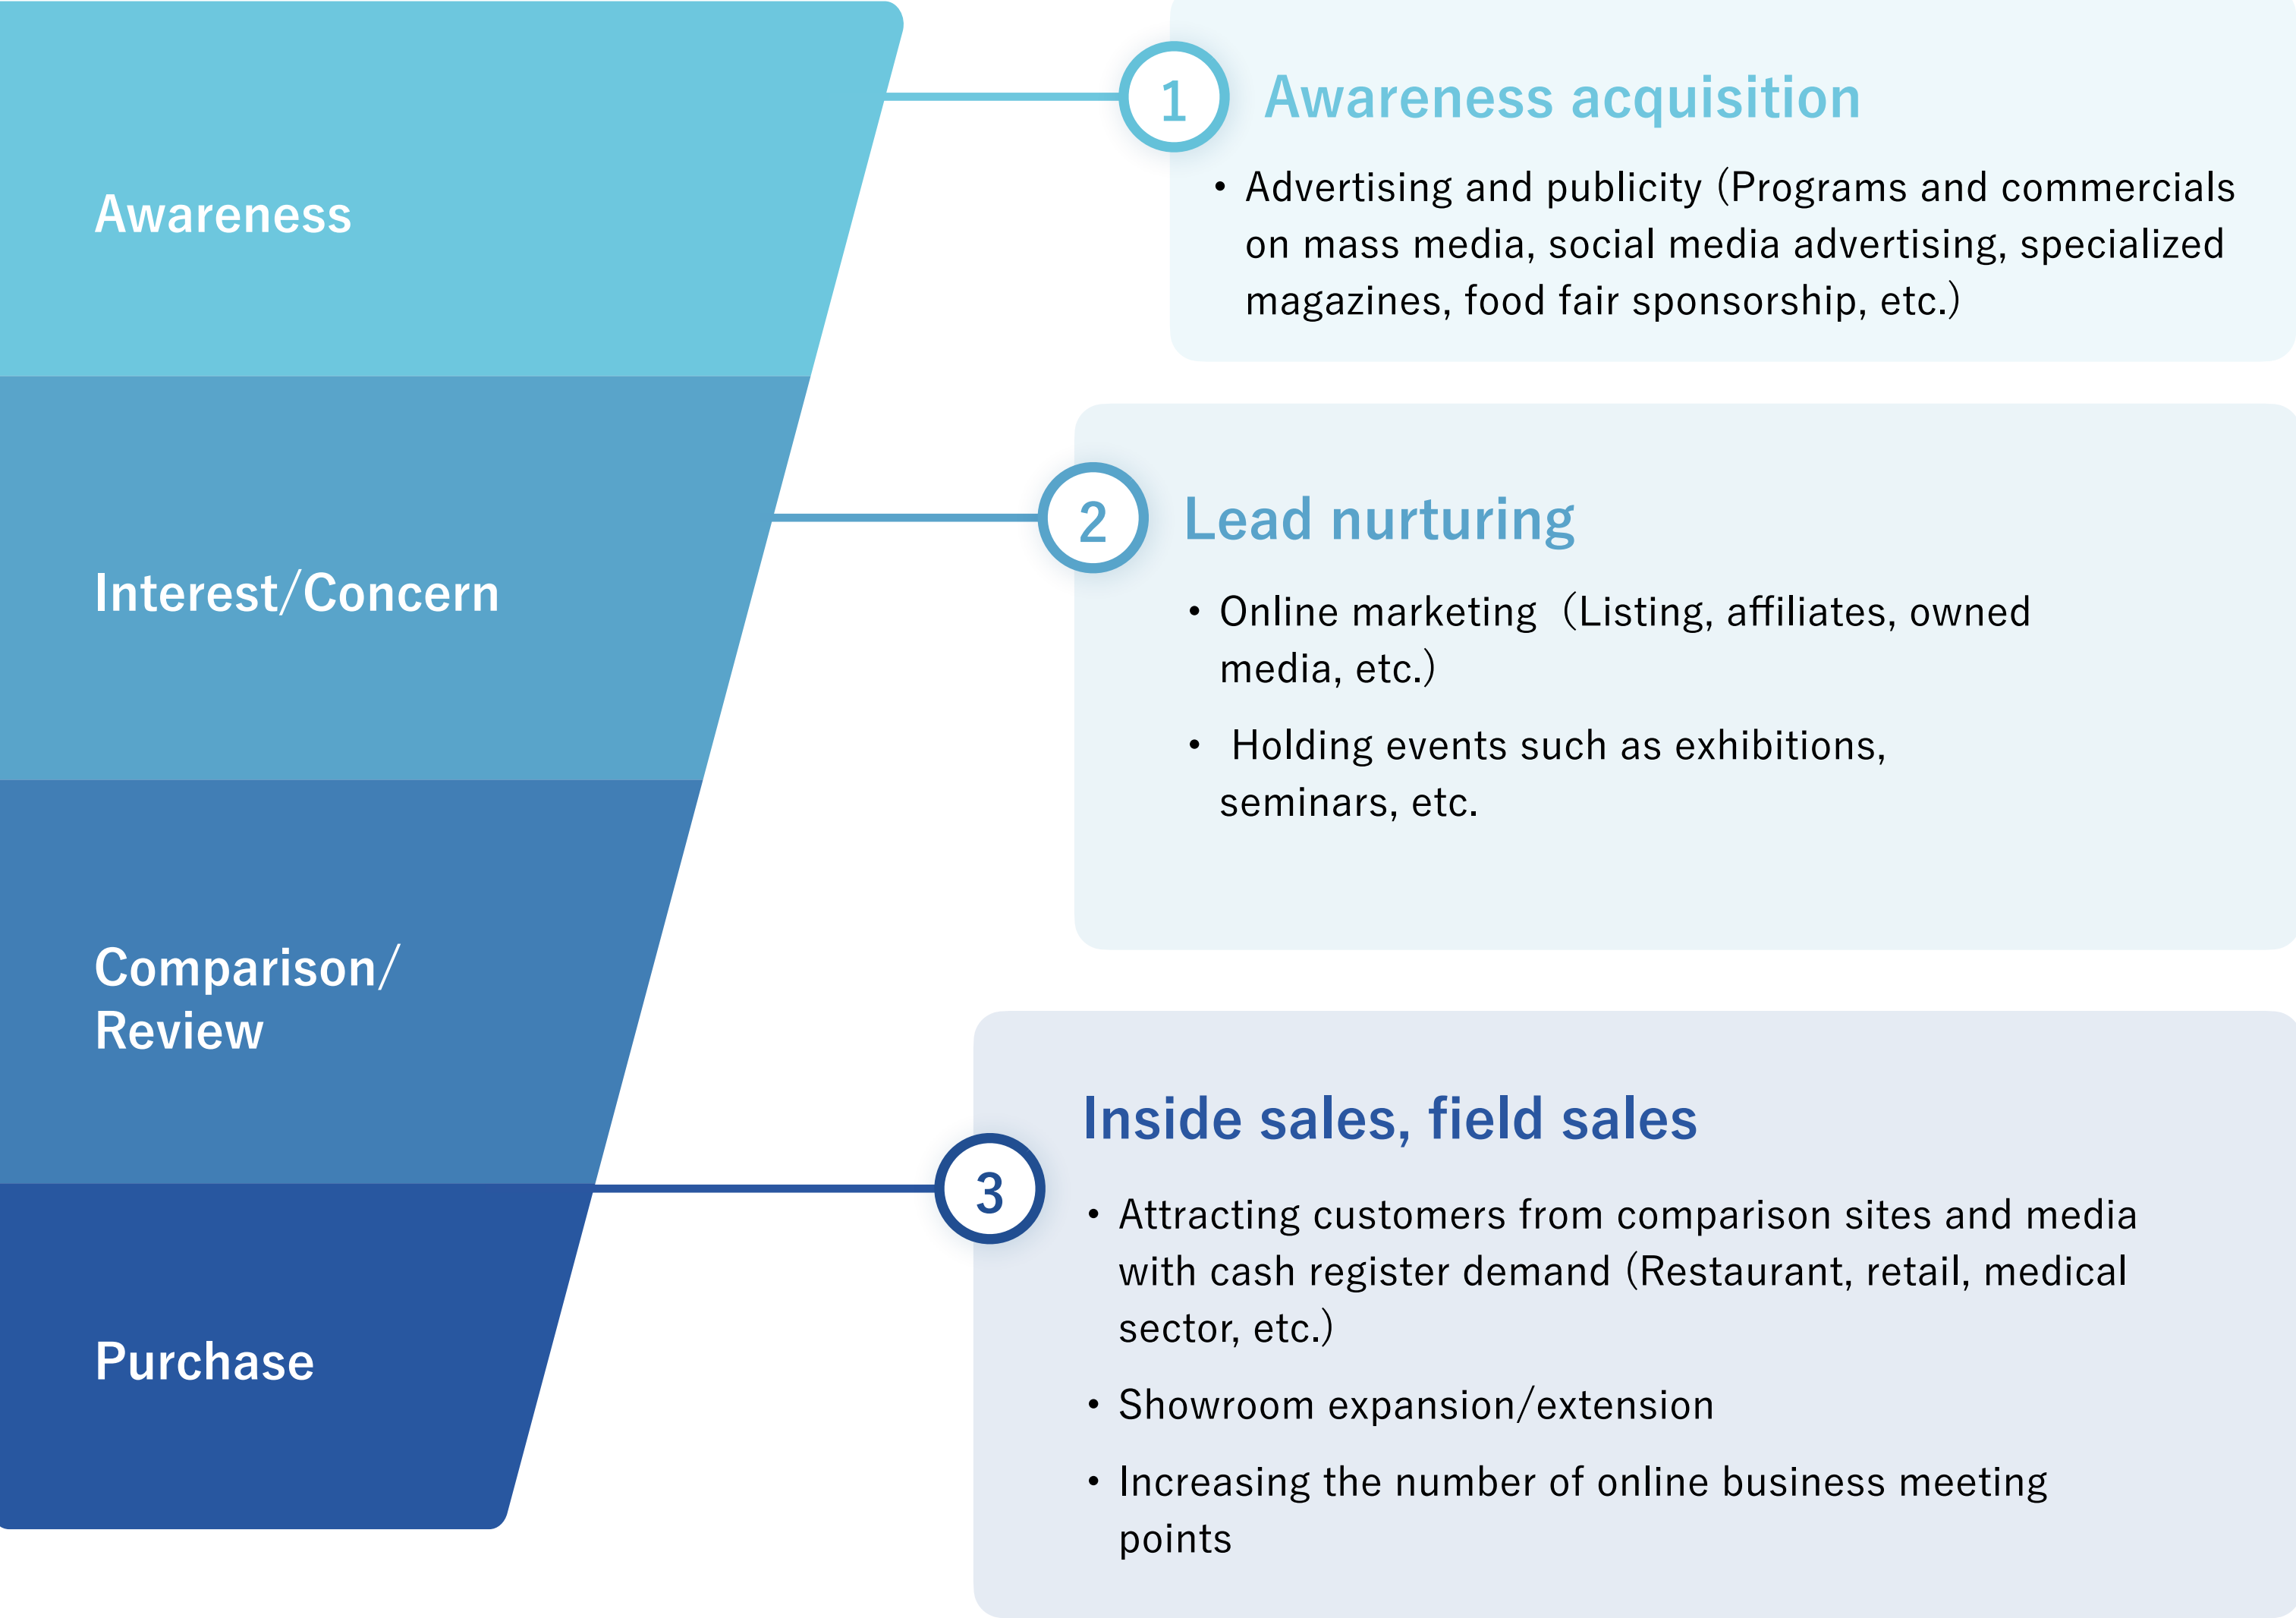 Awareness
Interest/Concern
Comparison/
Review
Purchase
1
Awareness acquisition
• Advertising and publicity (Programs and commercials
on mass media, social media advertising, specialized
magazines, food fair sponsorship, etc.)
2
Lead nurturing
• Online marketing (Listing, affiliates, owned
media, etc.)
• Holding events such as exhibitions,
seminars, etc.
3
Inside sales, field sales
• Attracting customers from comparison sites and media
with cash register demand (Restaurant, retail, medical
sector, etc.)
• Showroom expansion/extension
• Increasing the number of online business meeting
points